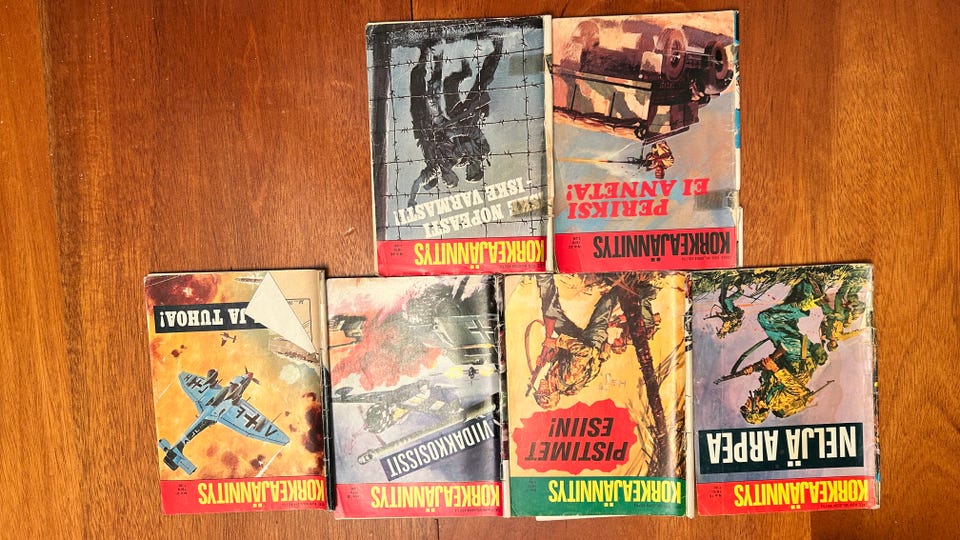 KORKEAJÄNNITYS
NELJÄ ARPEA
KORKEAJÄNNITYS
PISTIMET
ESIIN!
KORKEAJÄNNITYS
VIIDAKKOSISSIT
KORKEAJÄNNITYS
JA TUHOA!
KORKEAJÄNNITYS
PERIKSI
EI ANNETA!
KORKEAJÄNNITYS
ISKE NOPEASTI
ISKE VARMASTI!